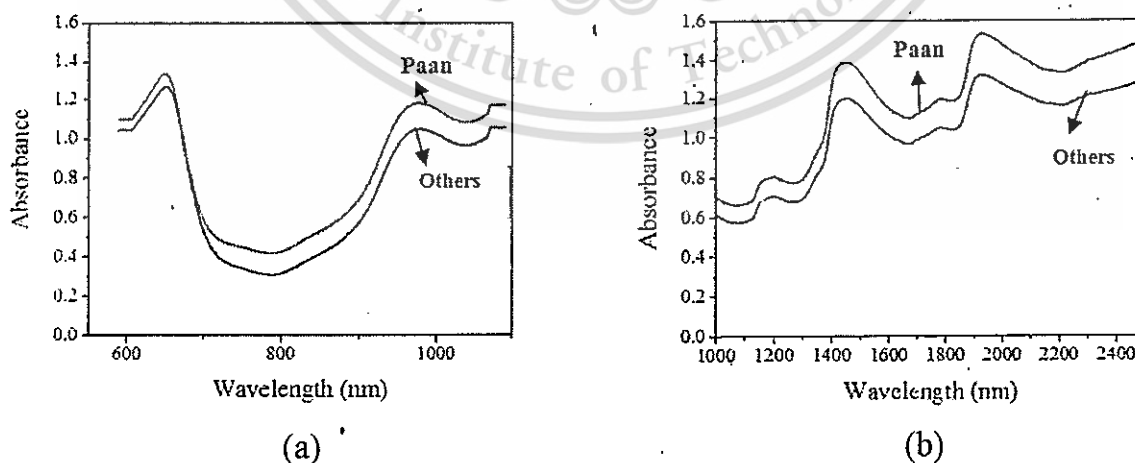 Institute of Technol
1.6
1.4
1.2
1.0
0.8
0.6
0.4
0.2
0.0
Absorbance
Paan
Others
600
800
1000
Wavelength (nm)
(a)
1.6
1.4
1.2
1.0
0.8
0.6
0.4
0.2
0.0
Absorbance
Paan
Others
1000 1200 1400 1600 1800 2000 2200 2400
Wavelength (nm)
(b)